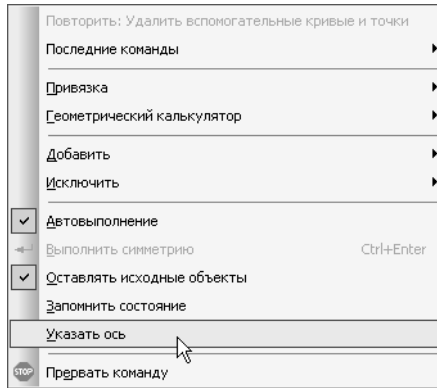 Повторить: Удалить вспомогательные кривые и точки
Последние команды
Привязка
Геометрический калькулятор
Добавить
Исключить
Автовыполнение
Выполнить симметрию Ctrl+Enter
Оставлять исходные объекты
Запомнить состояние
Указать ось
STOP Прервать команду